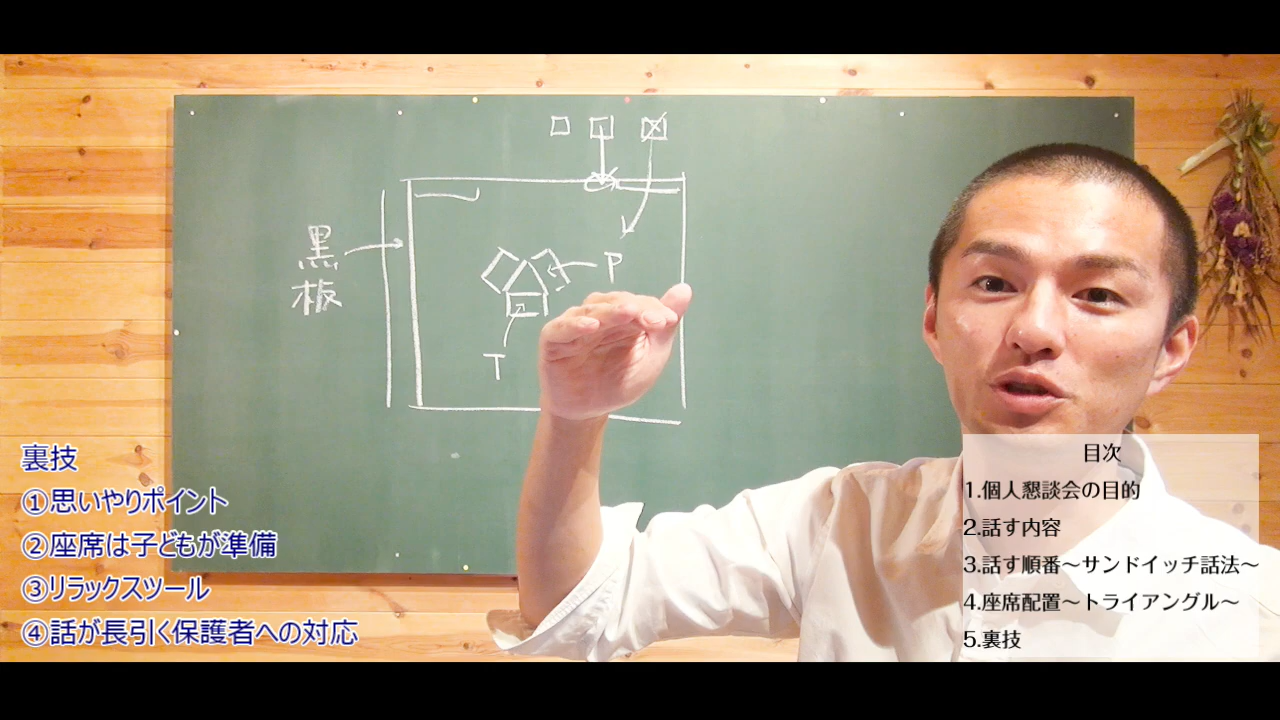 黒
板
P
T
裏技
①思いやりポイント
②座席は子どもが準備
③リラックスツール
④話が長引く保護者への対応
目次
1.個人懇談会の目的
2.話す内容
3.話す順番～サンドイッチ話法～
4.座席配置～トライアングル～
5.裏技